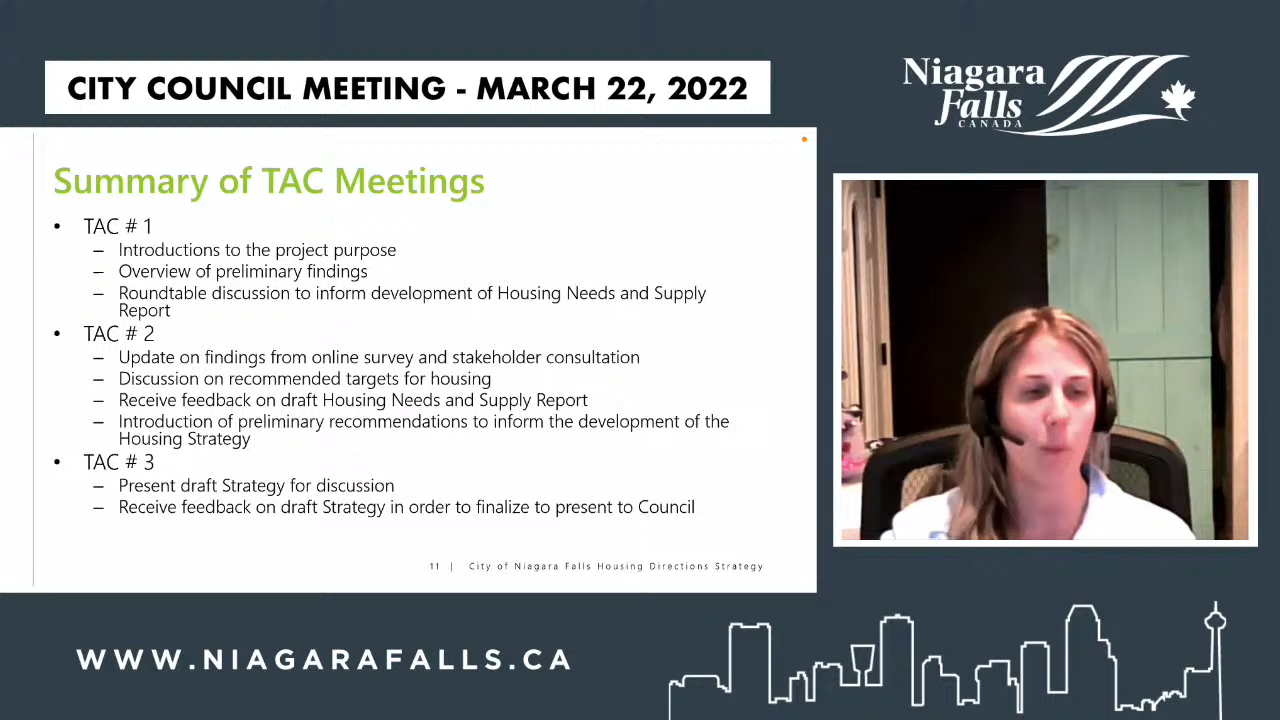 CITY COUNCIL MEETING - MARCH 22, 2022
Niagara
Falls
CANADA
Summary of TAC Meetings
• TAC # 1
– Introductions to the project purpose
– Overview of preliminary findings
– Roundtable discussion to inform development of Housing Needs and Supply
Report
• TAC # 2
– Update on findings from online survey and stakeholder consultation
– Discussion on recommended targets for housing
– Receive feedback on draft Housing Needs and Supply Report
– Introduction of preliminary recommendations to inform the development of the
Housing Strategy
• TAC # 3
– Present draft Strategy for discussion
– Receive feedback on draft Strategy in order to finalize to present to Council
11 | City of Niagara Falls Housing Directions Strategy
WWW.NIAGARAFALLS.CA